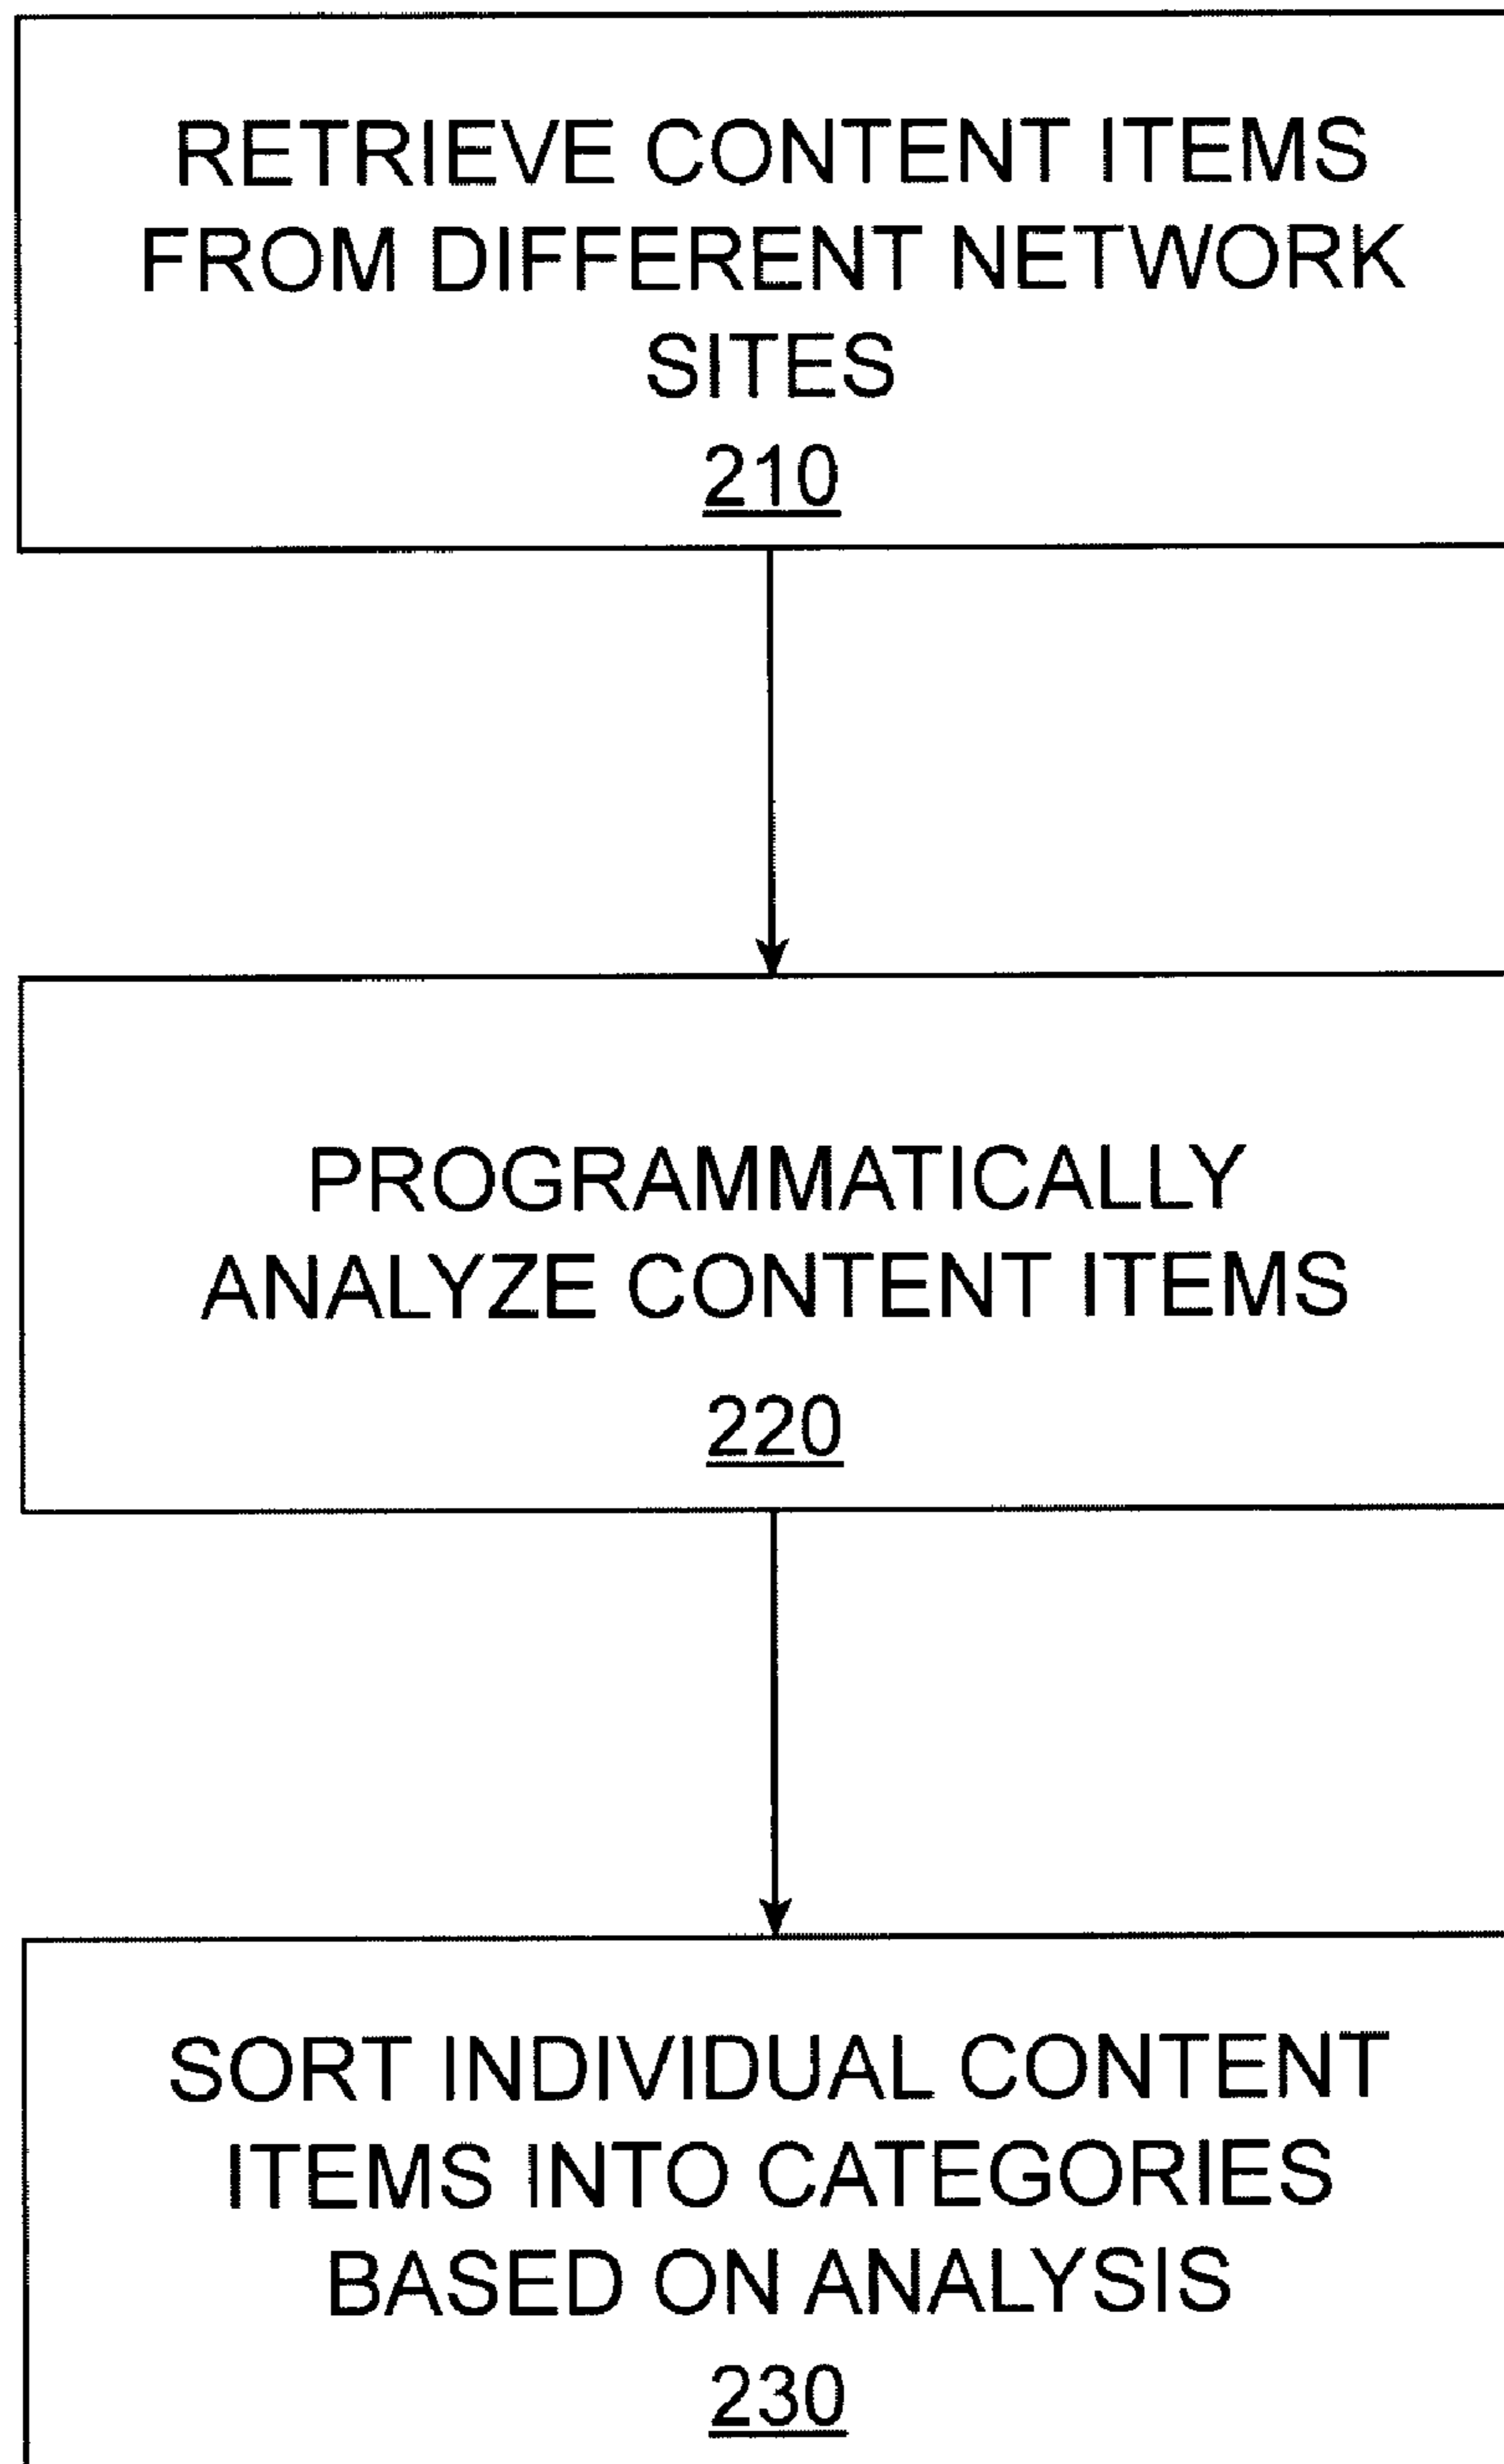 RETRIEVE CONTENT ITEMS
FROM DIFFERENT NETWORK
SITES
210
PROGRAMMATICALLY
ANALYZE CONTENT ITEMS
220
SORT INDIVIDUAL CONTENT
ITEMS INTO CATEGORIES
BASED ON ANALYSIS
230